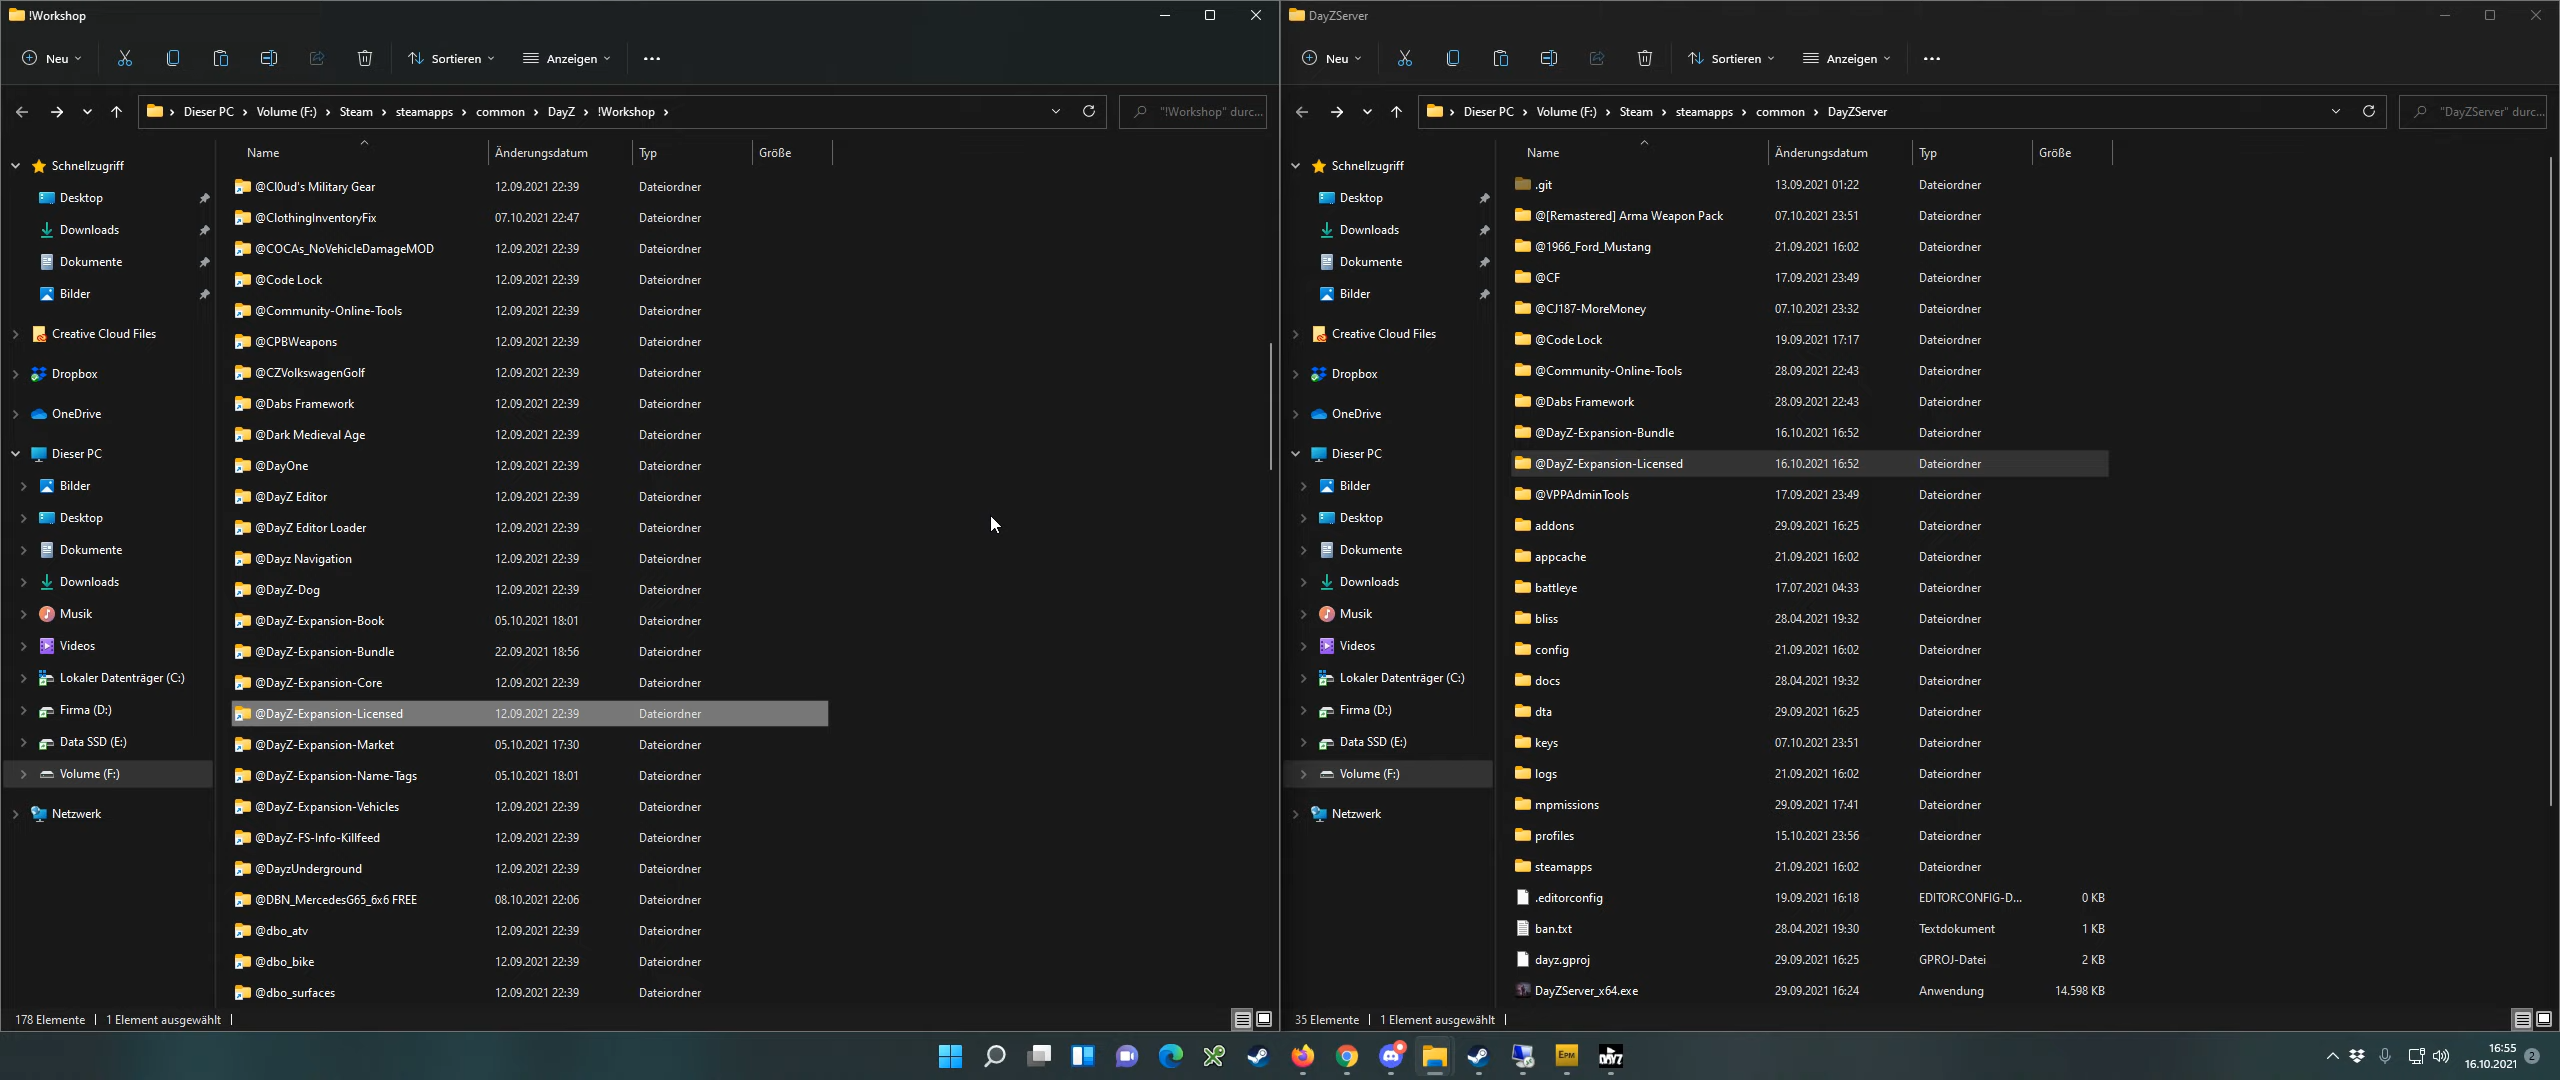 !Workshop
Neu
Sortieren
Anzeigen
Dieser PC
Volume (F:)
Steam
steamapps
common
DayZ
!Workshop
"!Workshop" durc...
Schnellzugriff
Desktop
Downloads
Dokumente
Bilder
Creative Cloud Files
Dropbox
OneDrive
Dieser PC
Bilder
Desktop
Dokumente
Downloads
Musik
Videos
Lokaler Datenträger (C:)
Firma (D:)
Data SSD (E:)
Volume (F:)
Netzwerk
Name Änderungsdatum Typ Größe
@Cl0ud's Military Gear 12.09.2021 22:39 Dateiordner
@ClothingInventoryFix 07.10.2021 22:47 Dateiordner
@COCAs_NoVehicleDamageMOD 12.09.2021 22:39 Dateiordner
@Code Lock 12.09.2021 22:39 Dateiordner
@Community-Online-Tools 12.09.2021 22:39 Dateiordner
@CPBWeapons 12.09.2021 22:39 Dateiordner
@CZVolkswagenGolf 12.09.2021 22:39 Dateiordner
@Dabs Framework 12.09.2021 22:39 Dateiordner
@Dark Medieval Age 12.09.2021 22:39 Dateiordner
@DayOne 12.09.2021 22:39 Dateiordner
@DayZ Editor 12.09.2021 22:39 Dateiordner
@DayZ Editor Loader 12.09.2021 22:39 Dateiordner
@Dayz Navigation 12.09.2021 22:39 Dateiordner
@DayZ-Dog 12.09.2021 22:39 Dateiordner
@DayZ-Expansion-Book 05.10.2021 18:01 Dateiordner
@DayZ-Expansion-Bundle 22.09.2021 18:56 Dateiordner
@DayZ-Expansion-Core 12.09.2021 22:39 Dateiordner
@DayZ-Expansion-Licensed 12.09.2021 22:39 Dateiordner
@DayZ-Expansion-Market 05.10.2021 17:30 Dateiordner
@DayZ-Expansion-Name-Tags 05.10.2021 18:01 Dateiordner
@DayZ-Expansion-Vehicles 12.09.2021 22:39 Dateiordner
@DayZ-FS-Info-Killfeed 12.09.2021 22:39 Dateiordner
@DayzUnderground 12.09.2021 22:39 Dateiordner
@DBN_MercedesG65_6x6 FREE 08.10.2021 22:06 Dateiordner
@dbo_atv 12.09.2021 22:39 Dateiordner
@dbo_bike 12.09.2021 22:39 Dateiordner
@dbo_surfaces 12.09.2021 22:39 Dateiordner
178 Elemente 1 Element ausgewählt
DayZServer
Neu
Sortieren
Anzeigen
Dieser PC
Volume (F:)
Steam
steamapps
common
DayZServer
"DayZServer" durc...
Schnellzugriff
Desktop
Downloads
Dokumente
Bilder
Creative Cloud Files
Dropbox
OneDrive
Dieser PC
Bilder
Desktop
Dokumente
Downloads
Musik
Videos
Lokaler Datenträger (C:)
Firma (D:)
Data SSD (E:)
Volume (F:)
Netzwerk
Name Änderungsdatum Typ Größe
.git 13.09.2021 01:22 Dateiordner
@[Remastered] Arma Weapon Pack 07.10.2021 23:51 Dateiordner
@1966_Ford_Mustang 21.09.2021 16:02 Dateiordner
@CF 17.09.2021 23:49 Dateiordner
@CJ187-MoreMoney 07.10.2021 23:32 Dateiordner
@Code Lock 19.09.2021 17:17 Dateiordner
@Community-Online-Tools 28.09.2021 22:43 Dateiordner
@Dabs Framework 28.09.2021 22:43 Dateiordner
@DayZ-Expansion-Bundle 16.10.2021 16:52 Dateiordner
@DayZ-Expansion-Licensed 16.10.2021 16:52 Dateiordner
@VPPAdminTools 17.09.2021 23:49 Dateiordner
addons 29.09.2021 16:25 Dateiordner
appcache 21.09.2021 16:02 Dateiordner
battleye 17.07.2021 04:33 Dateiordner
bliss 28.04.2021 19:32 Dateiordner
config 21.09.2021 16:02 Dateiordner
docs 28.04.2021 19:32 Dateiordner
dta 29.09.2021 16:25 Dateiordner
keys 07.10.2021 23:51 Dateiordner
logs 21.09.2021 16:02 Dateiordner
mpmissions 29.09.2021 17:41 Dateiordner
profiles 15.10.2021 23:56 Dateiordner
steamapps 21.09.2021 16:02 Dateiordner
.editorconfig 19.09.2021 16:18 EDITORCONFIG-D... 0 KB
ban.txt 28.04.2021 19:30 Textdokument 1 KB
dayz.gproj 29.09.2021 16:25 GPROJ-Datei 2 KB
DayZServer_x64.exe 29.09.2021 16:24 Anwendung 14.598 KB
35 Elemente 1 Element ausgewählt
EPM
DAYZ
16:55
16.10.2021
2